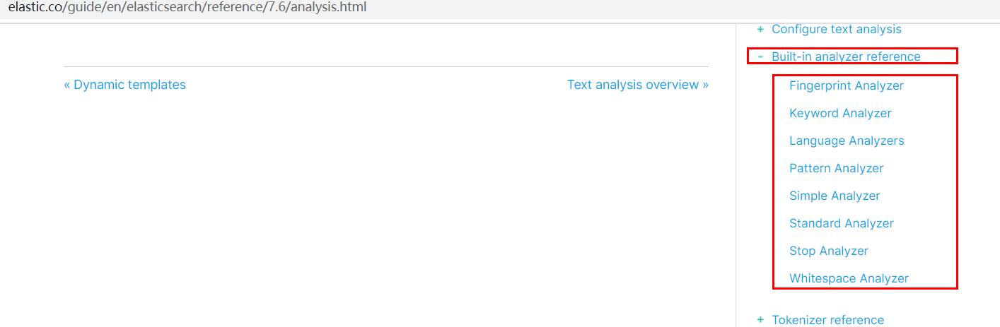 elastic.co/guide/en/elasticsearch/reference/7.6/analysis.html
« Dynamic templates
Text analysis overview »
+ Configure text analysis
- Built-in analyzer reference
Fingerprint Analyzer
Keyword Analyzer
Language Analyzers
Pattern Analyzer
Simple Analyzer
Standard Analyzer
Stop Analyzer
Whitespace Analyzer
+ Tokenizer reference